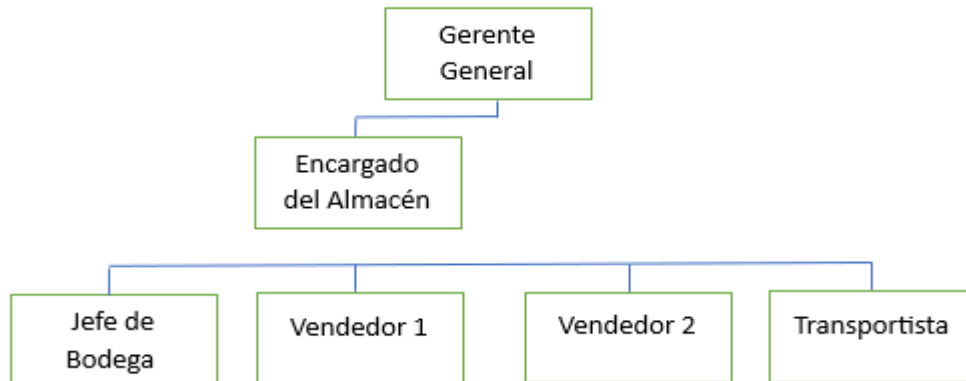 Gerente
General
Encargado
del Almacén
Jefe de
Bodega
Vendedor 1
Vendedor 2
Transportista